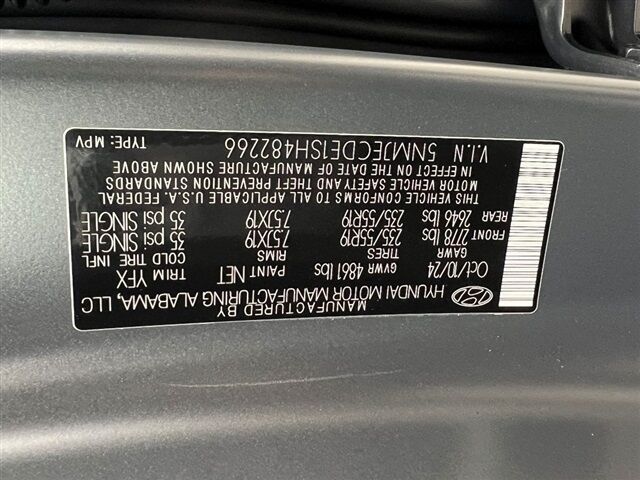 MANUFACTURED BY
HYUNDAI MOTOR MANUFACTURING ALABAMA, LLC
Oct/10/24 PAINT NET TRIM YFX
GVWR 4861 lbs
GAWR TIRES RIMS COLD TIRE INFL
FRONT 2778 lbs 235/55R19 7.5JX19 35 psi SINGLE
REAR 2646 lbs 235/55R19 7.5JX19 35 psi SINGLE
THIS VEHICLE CONFORMS TO ALL APPLICABLE U.S.A. FEDERAL
MOTOR VEHICLE SAFETY AND THEFT PREVENTION STANDARDS
IN EFFECT ON THE DATE OF MANUFACTURE SHOWN ABOVE
V.I.N 5NMJECDE1SH482266 TYPE: MPV